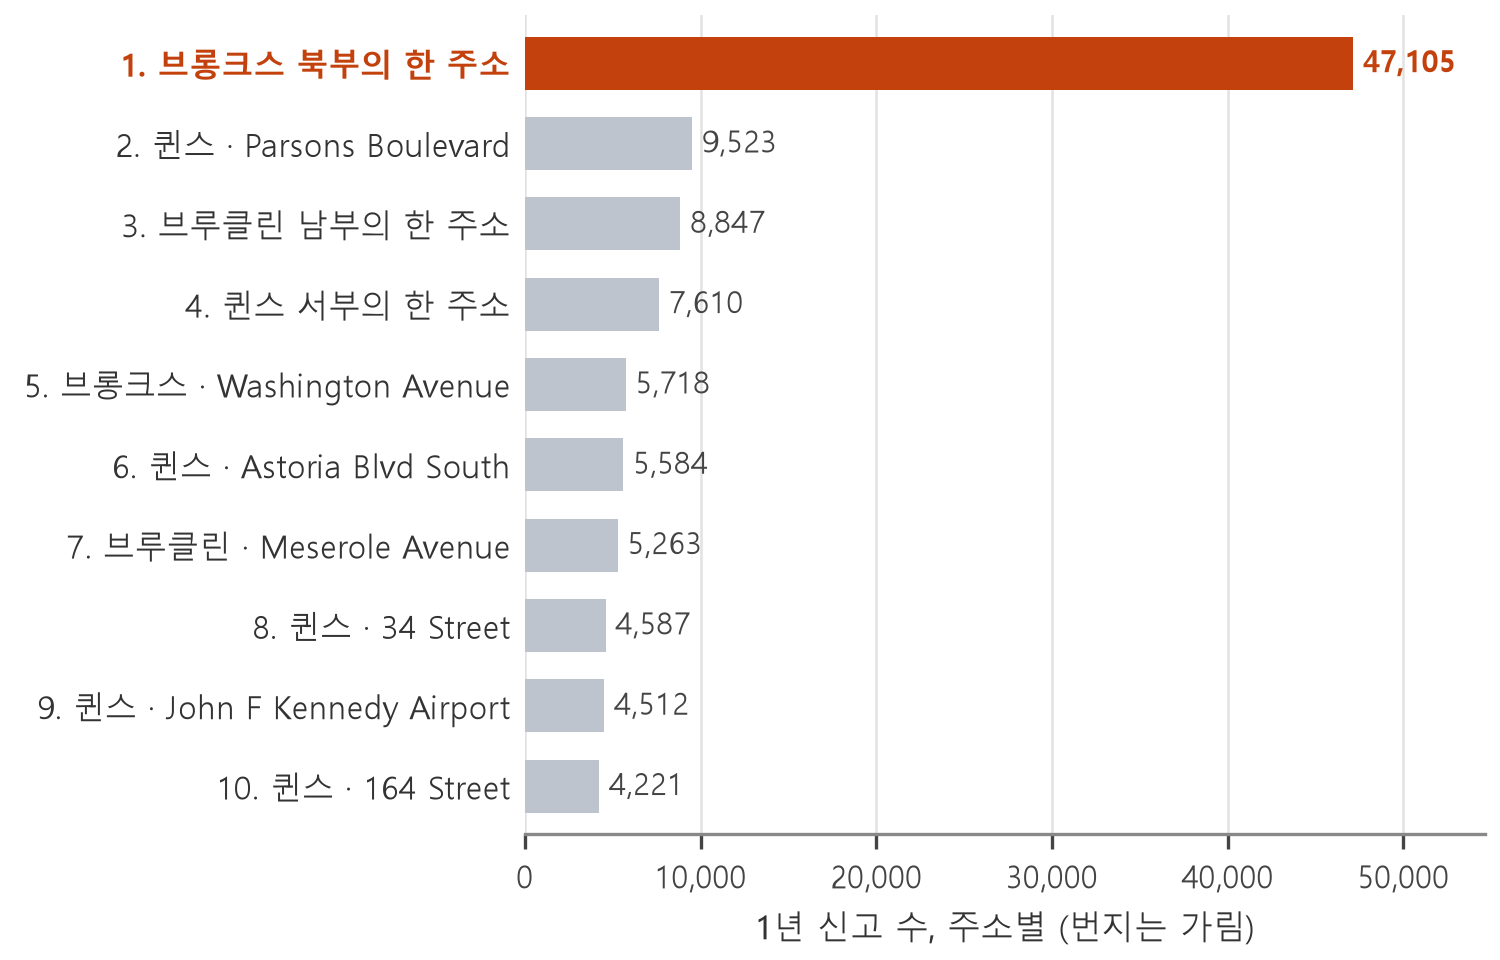 1. 브롱크스 북부의 한 주소 47,105
2. 퀸스 · Parsons Boulevard 9,523
3. 브루클린 남부의 한 주소 8,847
4. 퀸스 서부의 한 주소 7,610
5. 브롱크스 · Washington Avenue 5,718
6. 퀸스 · Astoria Blvd South 5,584
7. 브루클린 · Meserole Avenue 5,263
8. 퀸스 · 34 Street 4,587
9. 퀸스 · John F Kennedy Airport 4,512
10. 퀸스 · 164 Street 4,221
0 10,000 20,000 30,000 40,000 50,000
1년 신고 수, 주소별 (번지는 가림)